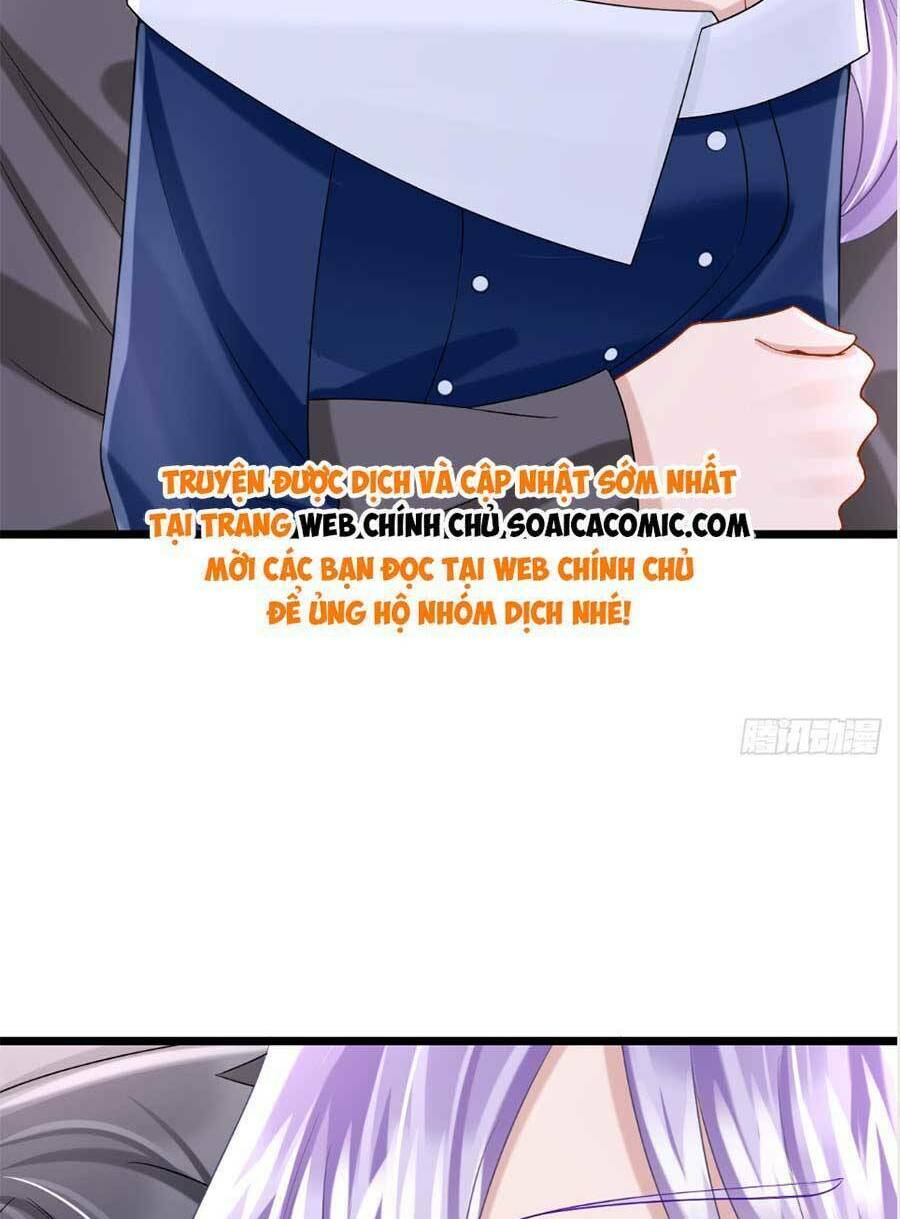 TRUYỆN ĐƯỢC DỊCH VÀ CẬP NHẬT SỚM NHẤT
TẠI TRANG WEB CHÍNH CHỦ SOAICACOMIC.COM
MỜI CÁC BẠN ĐỌC TẠI WEB CHÍNH CHỦ
ĐỂ ỦNG HỘ NHÓM DỊCH NHÉ!
腾讯动漫